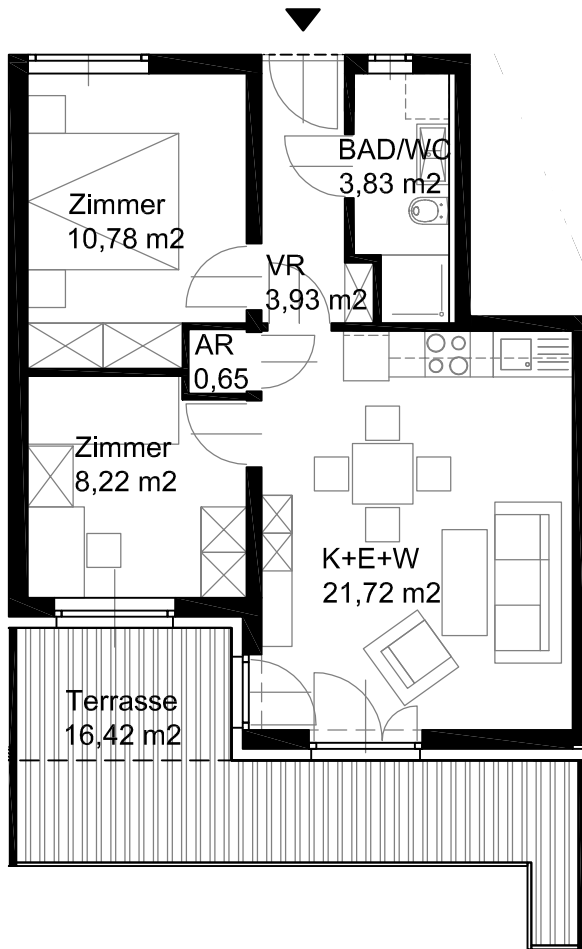 BAD/WC
3,83 m2
Zimmer
10,78 m2
VR
3,93 m2
AR
0,65
Zimmer
8,22 m2
K+E+W
21,72 m2
Terrasse
16,42 m2